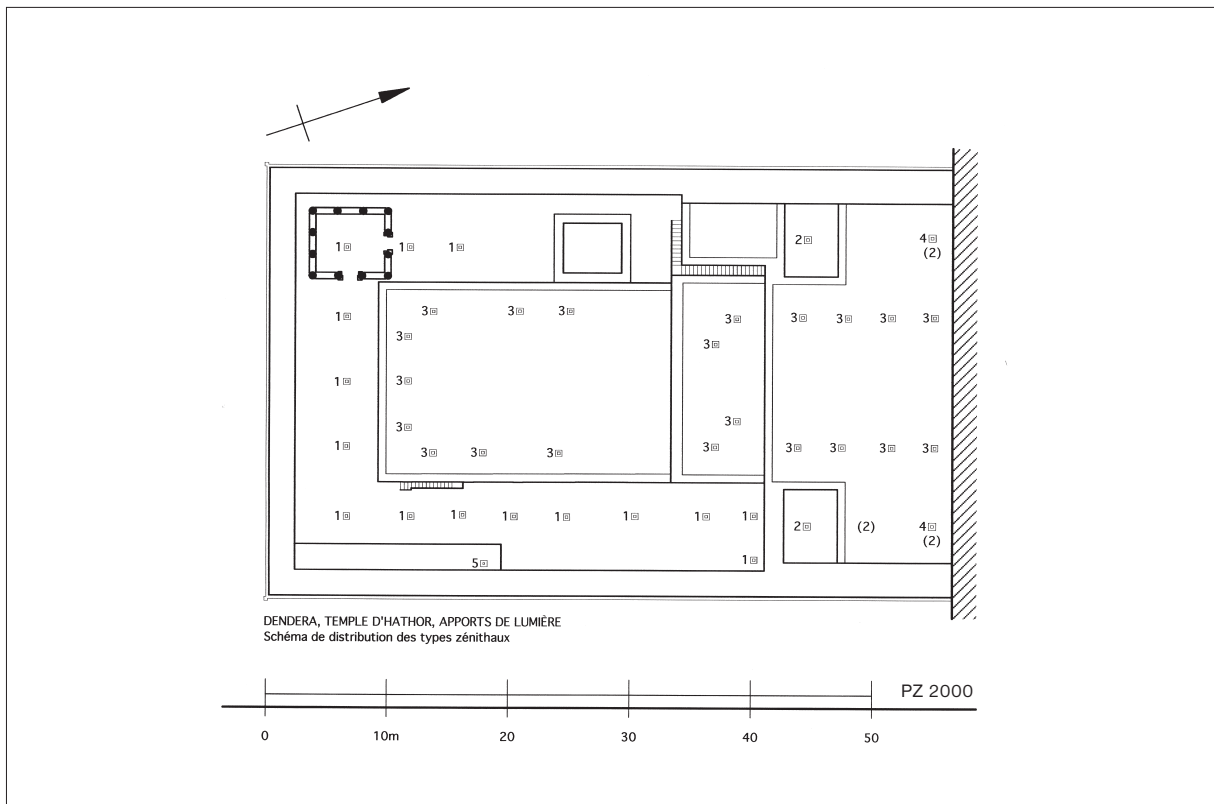 1 1 1 2 4
(2)
1 3 3 3 3 3 3 3 3
3 3
1 3
1 3 3
3 3 3 3 3 3 3 3
1 1 1 1 1 1 1 1 2 (2) 4
(2)
5 1
DENDERA, TEMPLE D'HATHOR, APPORTS DE LUMIÈRE
Schéma de distribution des types zénithaux
PZ 2000
0 10m 20 30 40 50